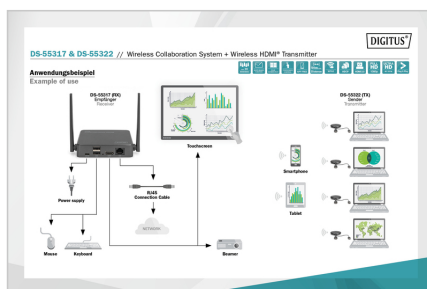 DIGITUS®
DS-55317 & DS-55322 // Wireless Collaboration System + Wireless HDMI® Transmitter
Anwendungsbeispiel
Example of use
DS-55317 (RX)
Empfänger
Receiver
DS-55322 (TX)
Sender
Transmitter
Touchscreen
Smartphone
Power supply
RJ45
Connection Cable
Tablet
NETWORK
Mouse
Keyboard
Beamer